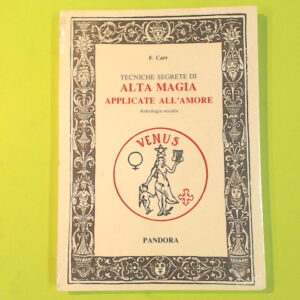 F. Carr
TECNICHE SEGRETE DI
ALTA MAGIA
APPLICATE ALL'AMORE
Astrologia occulta
VENUS
PANDORA